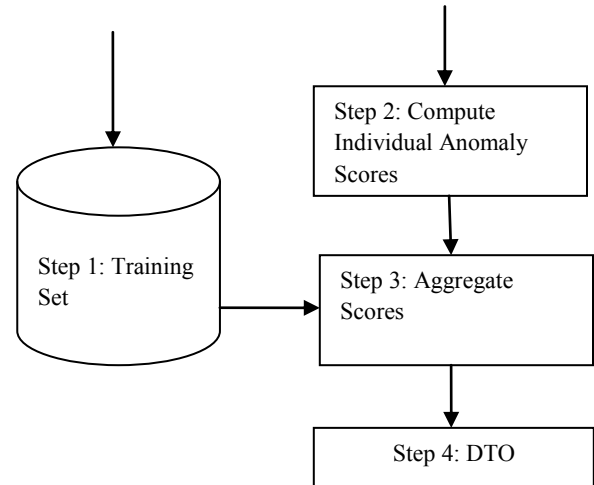 Step 1: Training
Set
Step 2: Compute
Individual Anomaly
Scores
Step 3: Aggregate
Scores
Step 4: DTO